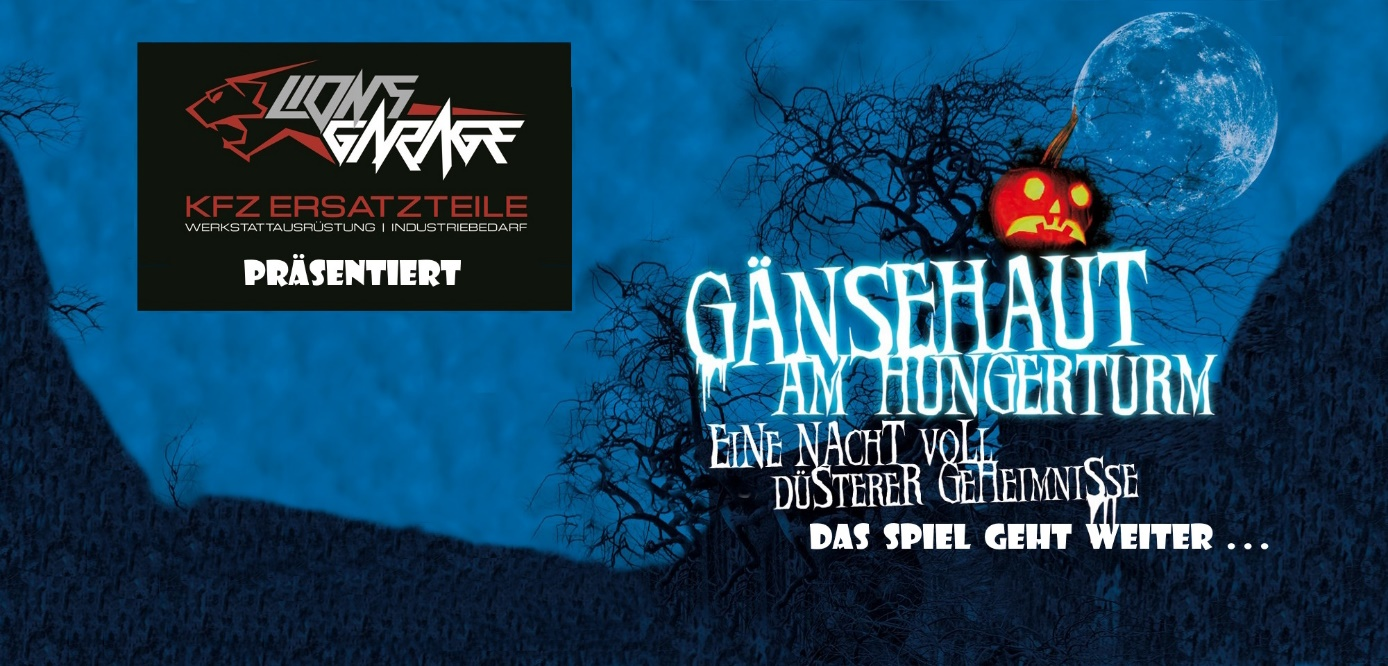 LIONS
GARAGE
KFZ ERSATZTEILE
WERKSTATTAUSRÜSTUNG | INDUSTRIEBEDARF
PRÄSENTIERT
GÄNSEHAUT
AM HUNGERTURM
EINE NACHT VOLL
DÜSTERER GEHEIMNISSE
DAS SPIEL GEHT WEITER ...